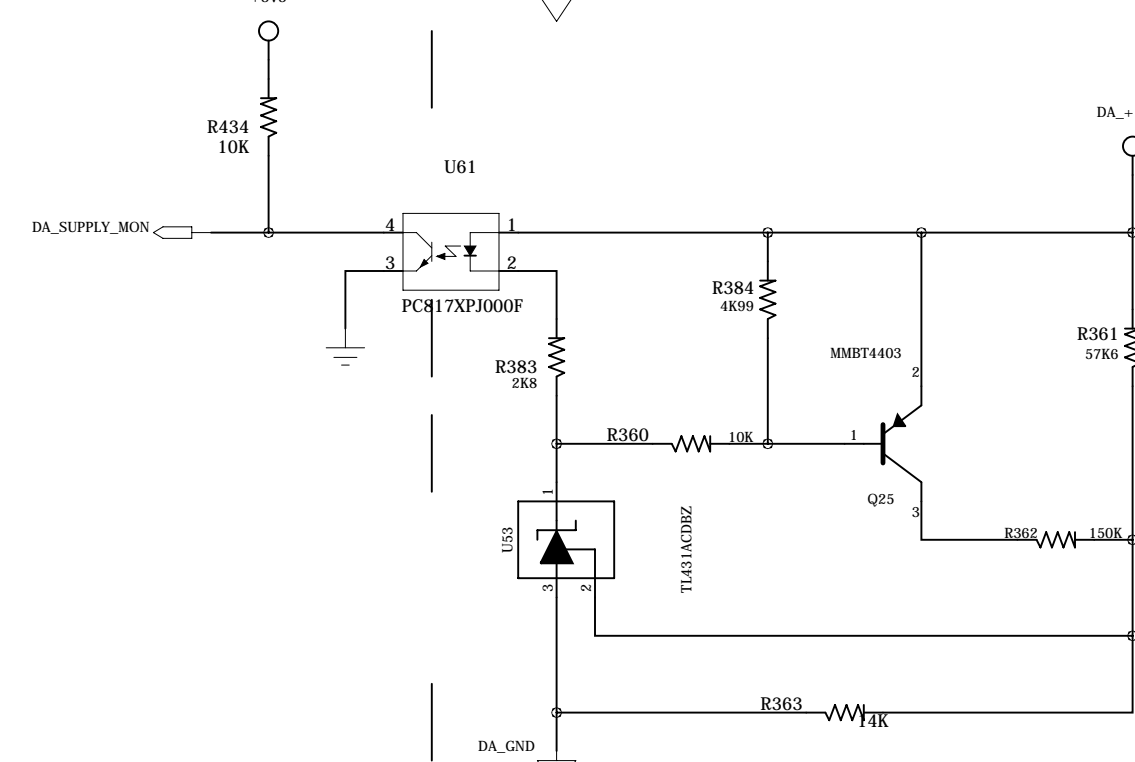 R434
10K
DA_SUPPLY_MON
U61
4
1
3
2
PC817XPJ000F
DA_+
R384
4K99
R383
2K8
MMBT4403
R361
57K6
2
R360
10K
1
Q25
3
R362
150K
U53
1
3
2
TL431ACDBZ
R363
14K
DA_GND